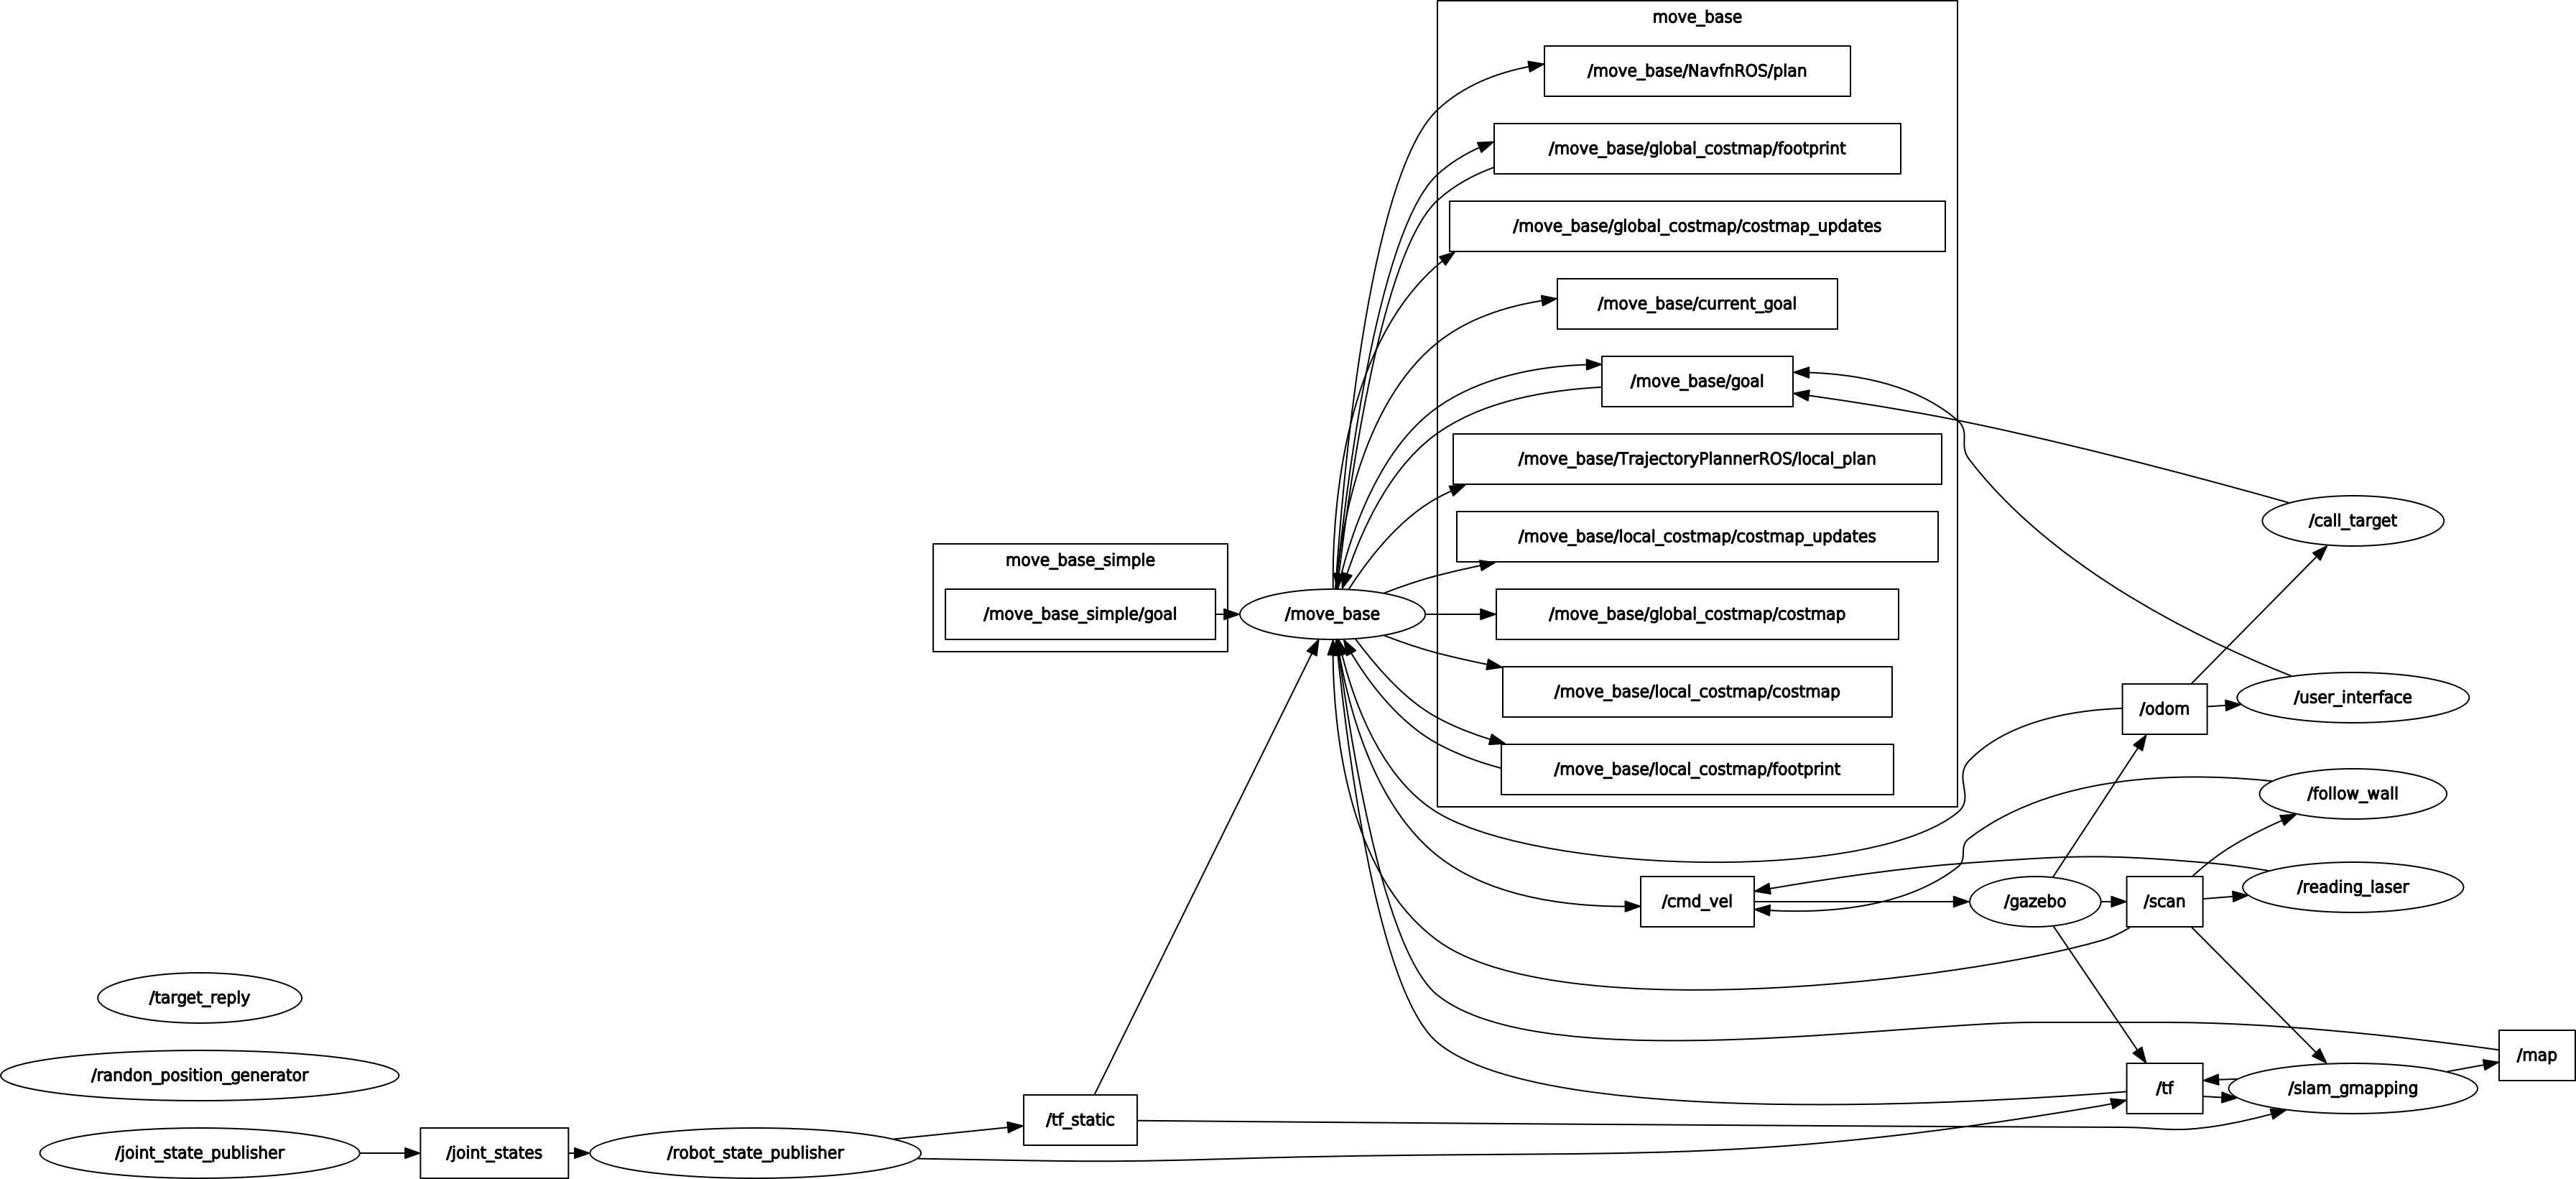 move_base
/move_base/NavfnROS/plan
/move_base/global_costmap/footprint
/move_base/global_costmap/costmap_updates
/move_base/current_goal
/move_base/goal
/move_base/TrajectoryPlannerROS/local_plan
/move_base/local_costmap/costmap_updates
/move_base/global_costmap/costmap
/move_base/local_costmap/costmap
/move_base/local_costmap/footprint
move_base_simple
/move_base_simple/goal
/move_base
/call_target
/odom
/user_interface
/follow_wall
/cmd_vel
/gazebo
/scan
/reading_laser
/target_reply
/randon_position_generator
/joint_state_publisher
/joint_states
/robot_state_publisher
/tf_static
/tf
/slam_gmapping
/map